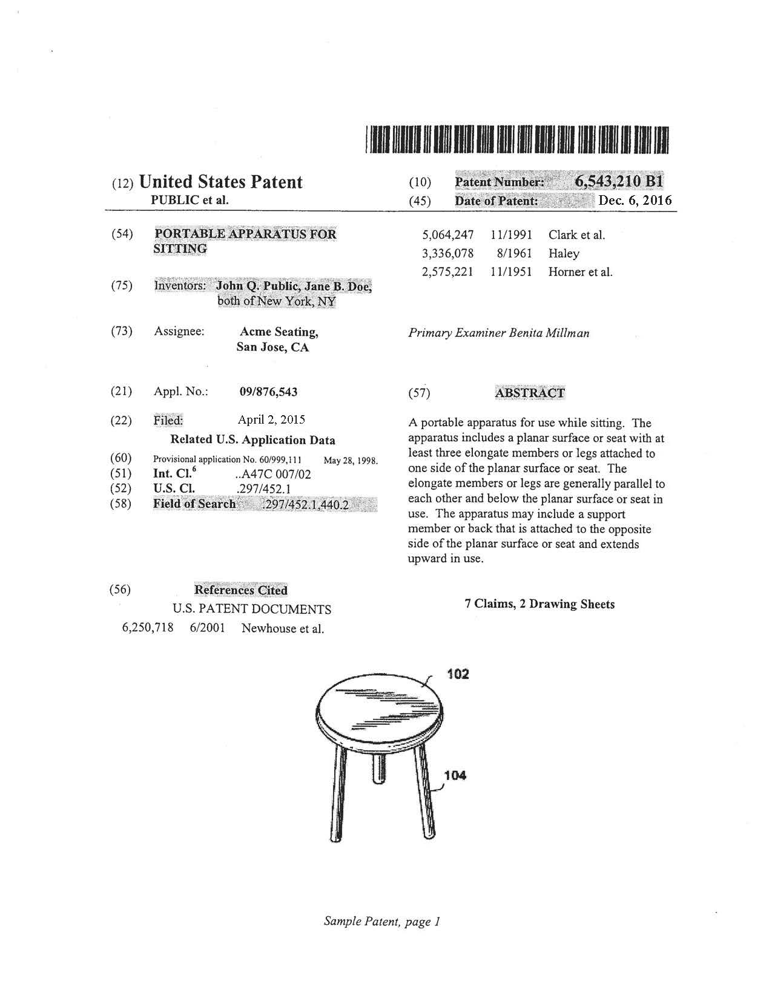 (12) United States Patent
PUBLIC et al.
(10) Patent Number: 6,543,210 B1
(45) Date of Patent: Dec. 6, 2016
(54) PORTABLE APPARATUS FOR
SITTING
(75) Inventors: John Q. Public, Jane B. Doe,
both of New York, NY
(73) Assignee: Acme Seating,
San Jose, CA
(21) Appl. No.: 09/876,543
(22) Filed: April 2, 2015
Related U.S. Application Data
(60) Provisional application No. 60/999,111 May 28, 1998.
(51) Int. Cl.6 ..A47C 007/02
(52) U.S. Cl. .297/452.1
(58) Field of Search .297/452.1,440.2
(56) References Cited
U.S. PATENT DOCUMENTS
6,250,718 6/2001 Newhouse et al.
5,064,247 11/1991 Clark et al.
3,336,078 8/1961 Haley
2,575,221 11/1951 Horner et al.
Primary Examiner Benita Millman
(57) ABSTRACT
A portable apparatus for use while sitting. The
apparatus includes a planar surface or seat with at
least three elongate members or legs attached to
one side of the planar surface or seat. The
elongate members or legs are generally parallel to
each other and below the planar surface or seat in
use. The apparatus may include a support
member or back that is attached to the opposite
side of the planar surface or seat and extends
upward in use.
7 Claims, 2 Drawing Sheets
102
104
Sample Patent, page 1